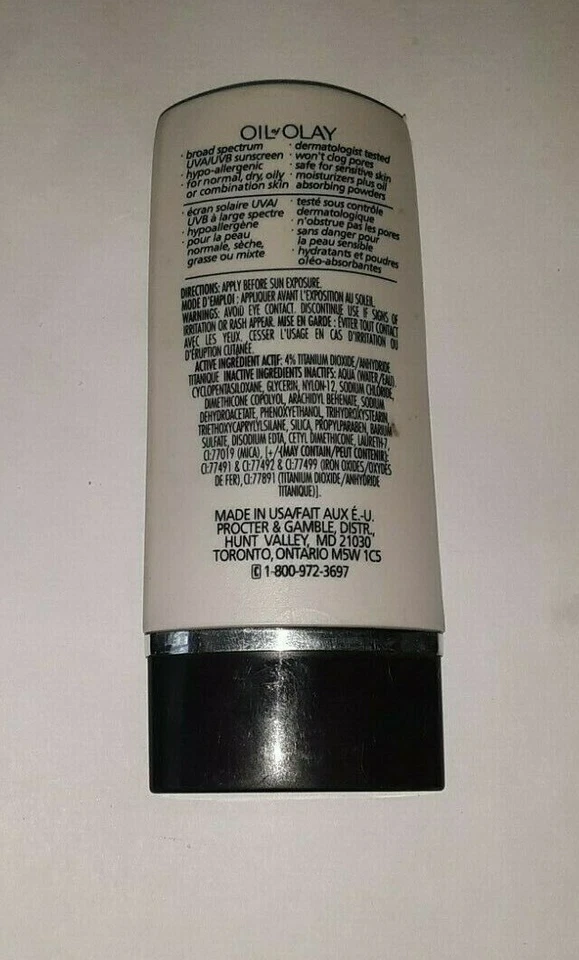 OIL of OLAY
· broad spectrum
UVA/UVB sunscreen
· hypo-allergenic
· for normal, dry, oily
or combination skin
· dermatologist tested
· won't clog pores
· safe for sensitive skin
· moisturizers plus oil
absorbing powders
· écran solaire UVA/
UVB à large spectre
· hypoallergène
· pour la peau
normale, sèche,
grasse ou mixte
· testé sous contrôle
dermatologique
· n'obstrue pas les pores
· sans danger pour
la peau sensible
· hydratants et poudres
oléo-absorbantes
DIRECTIONS: APPLY BEFORE SUN EXPOSURE.
MODE D'EMPLOI : APPLIQUER AVANT L'EXPOSITION AU SOLEIL.
WARNINGS: AVOID EYE CONTACT. DISCONTINUE USE IF SIGNS OF
IRRITATION OR RASH APPEAR. MISE EN GARDE : ÉVITER TOUT CONTACT
AVEC LES YEUX. CESSER L'USAGE EN CAS D'IRRITATION OU
D'ÉRUPTION CUTANÉE.
ACTIVE INGRÉDIENT ACTIF: 4% TITANIUM DIOXIDE/ANHYDRIDE
TITANIQUE INACTIVE INGREDIENTS INACTIFS: AQUA (WATER/EAU),
CYCLOPENTASILOXANE, GLYCERIN, NYLON-12, SODIUM CHLORIDE,
DIMETHICONE COPOLYOL, ARACHIDYL BEHENATE, SODIUM
DEHYDROACETATE, PHENOXYETHANOL, TRIHYDROXYSTEARIN,
TRIETHOXYCAPRYLYLSILANE, SILICA, PROPYLPARABEN, BARIUM
SULFATE, DISODIUM EDTA, CETYL DIMETHICONE, LAURETH-7,
CI:77019 (MICA), [+/-(MAY CONTAIN/PEUT CONTENIR):
CI:77491 & CI:77492 & CI:77499 (IRON OXIDES/OXYDES
DE FER), CI:77891 (TITANIUM DIOXIDE/ANHYDRIDE
TITANIQUE)].
MADE IN USA/FAIT AUX É.-U.
PROCTER & GAMBLE, DISTR.,
HUNT VALLEY, MD 21030
TORONTO, ONTARIO M5W 1C5
1-800-972-3697